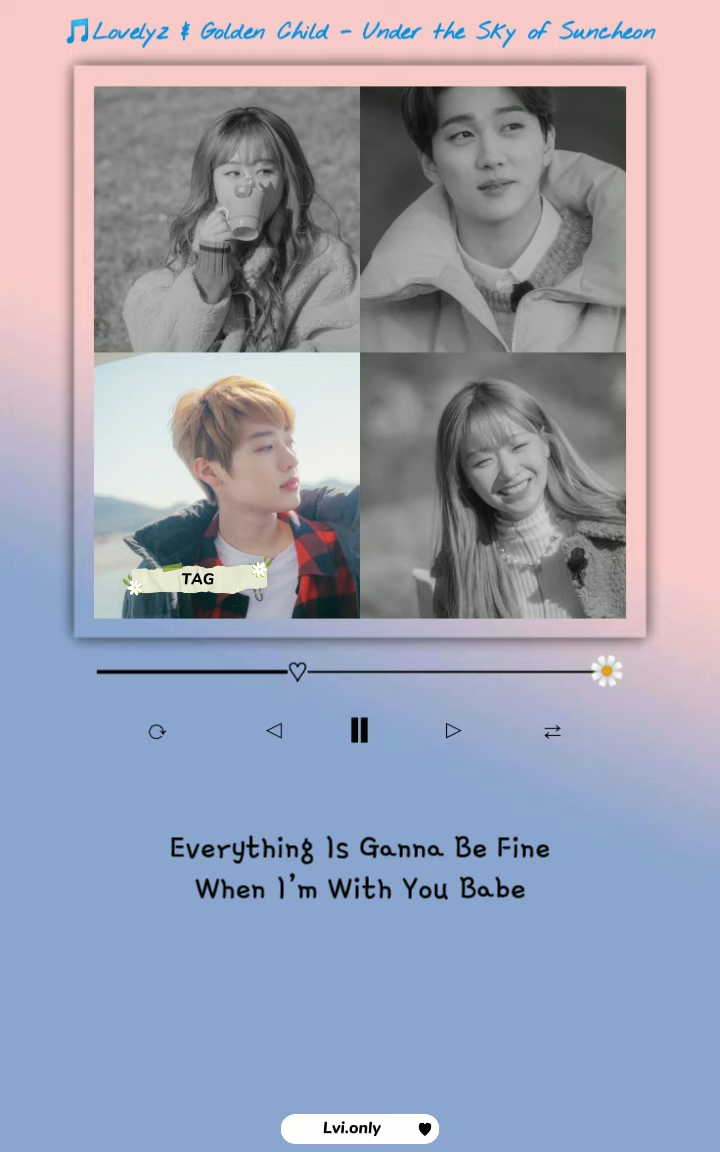 🎵Lovelyz & Golden Child - Under the Sky of Suncheon
TAG
Everything Is Ganna Be Fine
When I'm With You Babe
Lvi.only